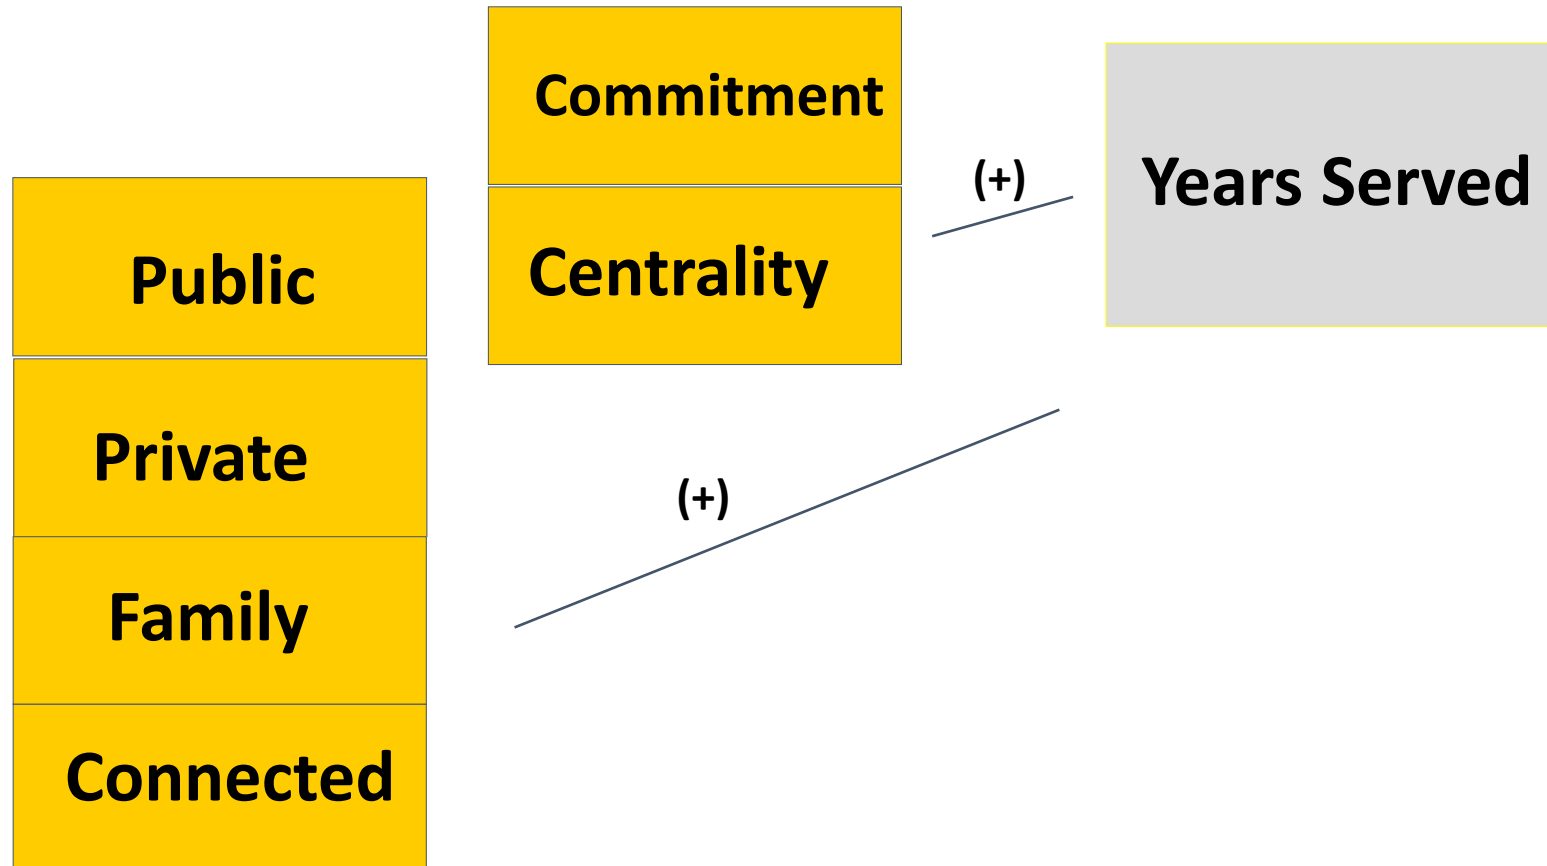 Commitment
Centrality
(+)
Years Served
Public
Private
Family
Connected
(+)